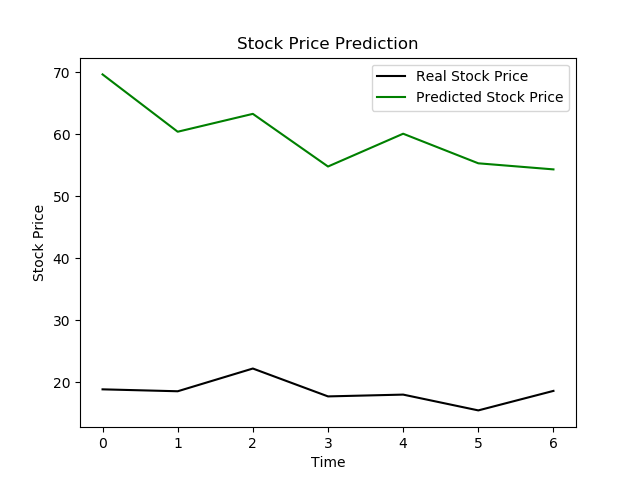 Stock Price Prediction
Real Stock Price
Predicted Stock Price
70
60
50
40
30
20
Stock Price
0 1 2 3 4 5 6
Time